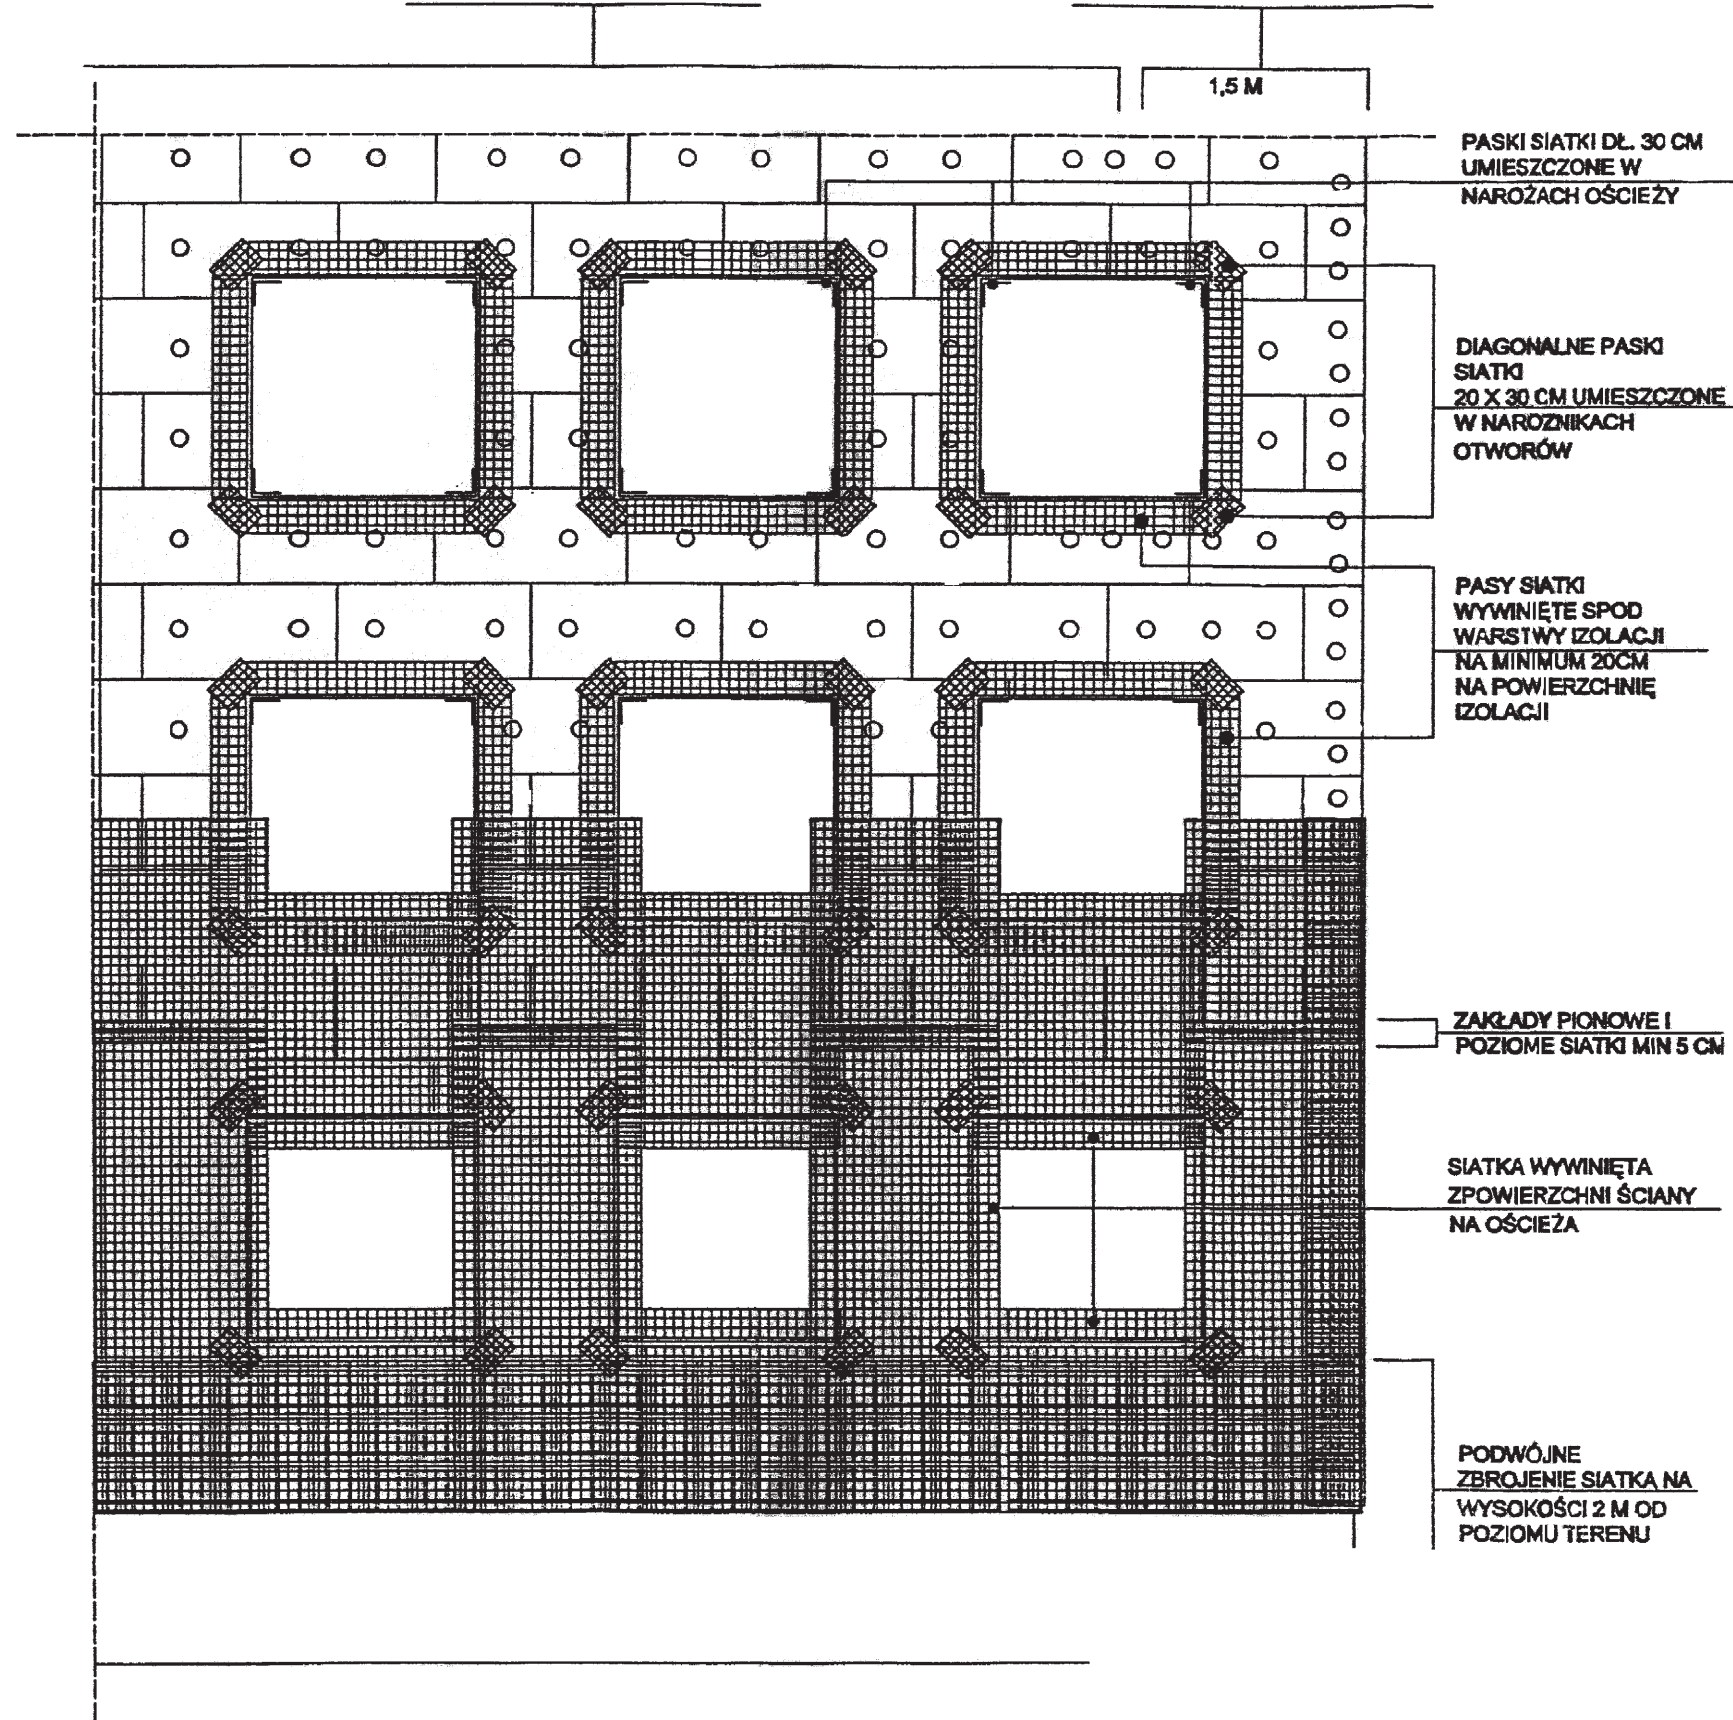 1,5 M
PASKI SIATKI DŁ. 30 CM
UMIESZCZONE W
NAROŻACH OŚCIEŻY
DIAGONALNE PASKI
SIATKI
20 X 30 CM UMIESZCZONE
W NAROŻNIKACH
OTWORÓW
PASY SIATKI
WYWINIĘTE SPOD
WARSTWY IZOLACJI
NA MINIMUM 20CM
NA POWIERZCHNIĘ
IZOLACJI
ZAKŁADY PIONOWE I
POZIOME SIATKI MIN 5 CM
SIATKA WYWINIĘTA
ZPOWIERZCHNI ŚCIANY
NA OŚCIEŻA
PODWÓJNE
ZBROJENIE SIATKA NA
WYSOKOŚCI 2 M OD
POZIOMU TERENU